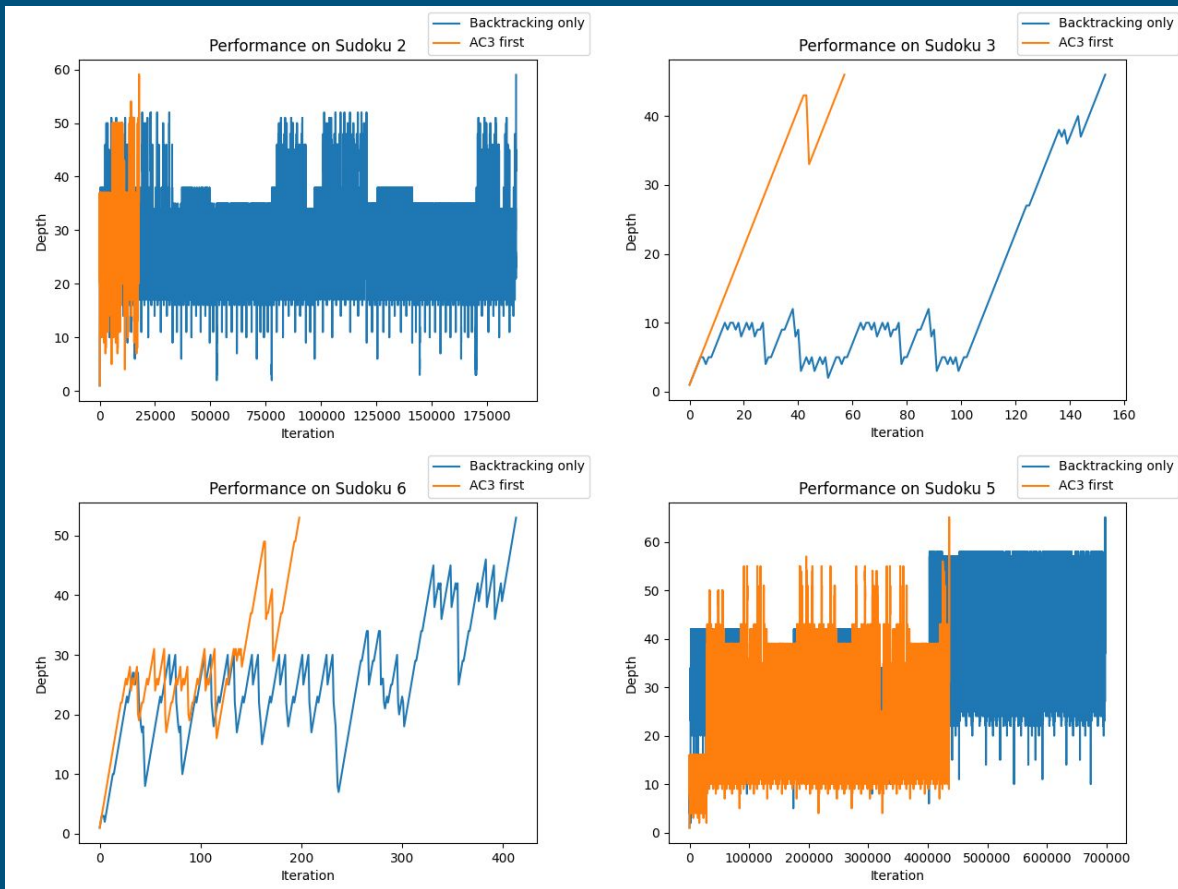 Backtracking only
AC3 first
Performance on Sudoku 2
60
50
40
30
20
10
0
Depth
0 25000 50000 75000 100000 125000 150000 175000
Iteration
Backtracking only
AC3 first
Performance on Sudoku 3
40
30
20
10
0
Depth
0 20 40 60 80 100 120 140 160
Iteration
Backtracking only
AC3 first
Performance on Sudoku 6
50
40
30
20
10
0
Depth
0 100 200 300 400
Iteration
Backtracking only
AC3 first
Performance on Sudoku 5
60
50
40
30
20
10
0
Depth
0 100000 200000 300000 400000 500000 600000 700000
Iteration